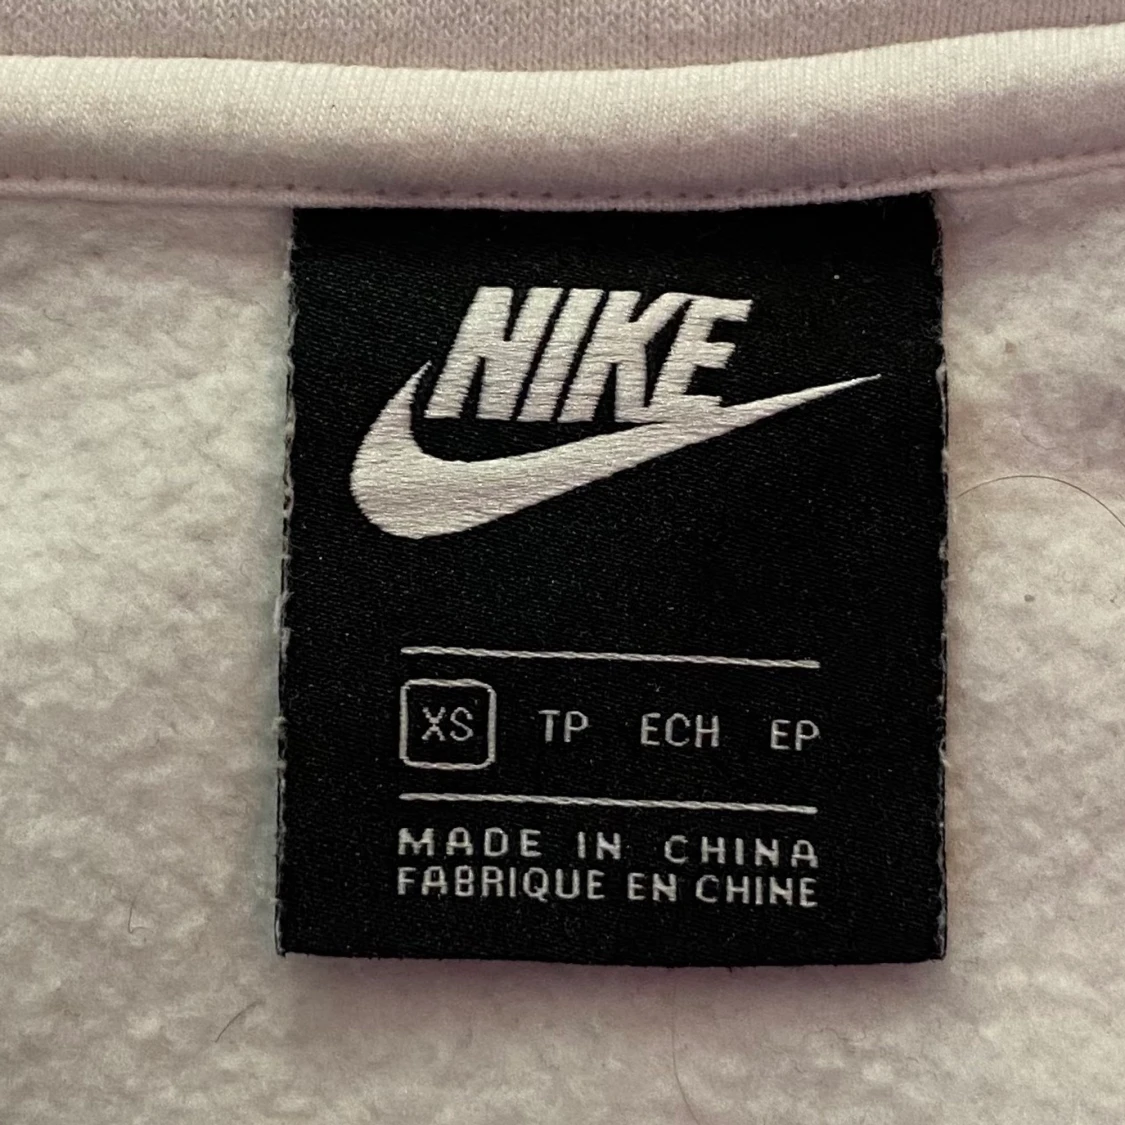 NIKE
XS TP ECH EP
MADE IN CHINA
FABRIQUE EN CHINE